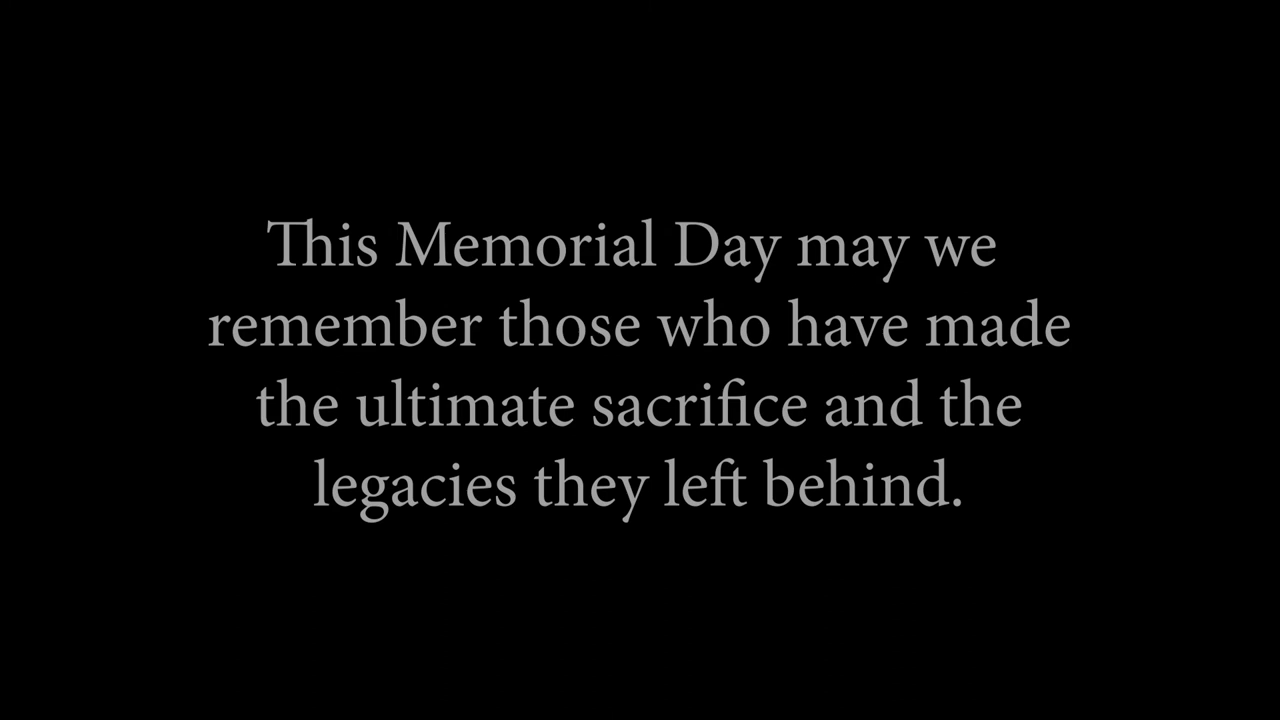 This Memorial Day may we
remember those who have made
the ultimate sacrifice and the
legacies they left behind.